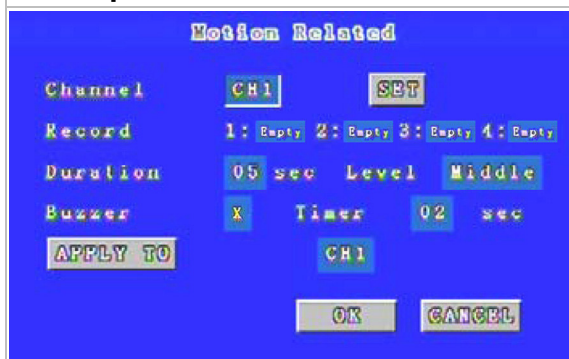 Motion Related
Channel CH1 SET
Record 1: Empty 2: Empty 3: Empty 4: Empty
Duration 05 sec Level Middle
Buzzer X Timer 02 sec
APPLY TO CH1
OK CANCEL